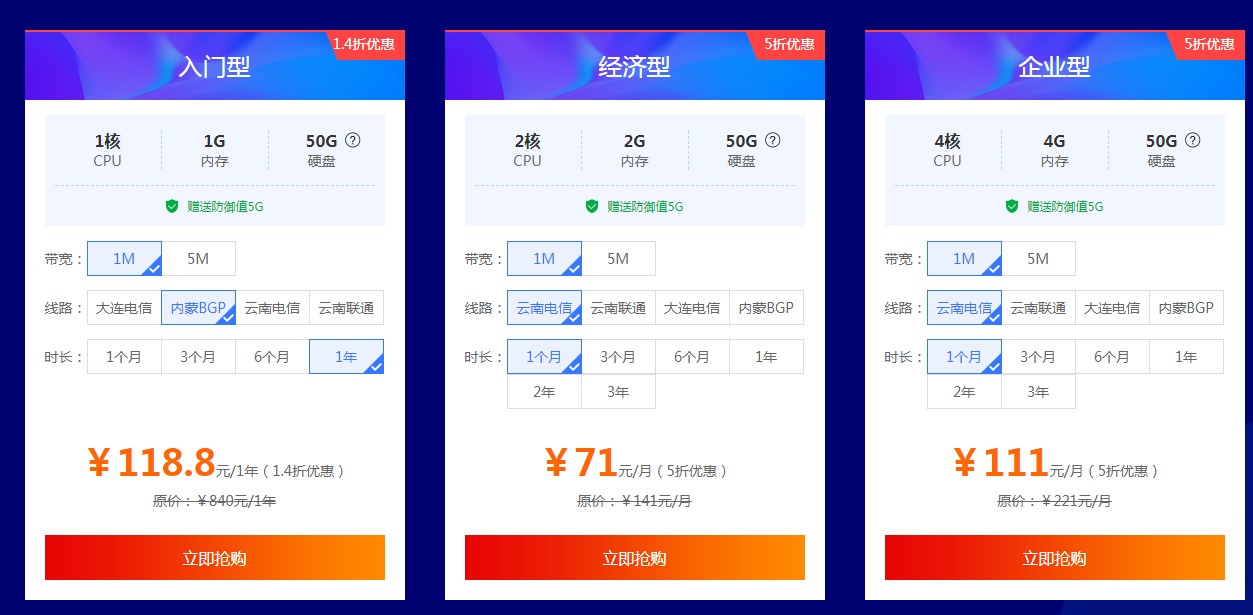 1.4折优惠
入门型
1核 1G 50G ?
CPU 内存 硬盘
赠送防御值5G
带宽： 1M 5M
线路： 大连电信 内蒙BGP 云南电信 云南联通
时长： 1个月 3个月 6个月 1年
￥118.8元/1年（1.4折优惠）
原价：￥840元/1年
立即抢购
5折优惠
经济型
2核 2G 50G ?
CPU 内存 硬盘
赠送防御值5G
带宽： 1M 5M
线路： 云南电信 云南联通 大连电信 内蒙BGP
时长： 1个月 3个月 6个月 1年
2年 3年
￥71元/月（5折优惠）
原价：￥141元/月
立即抢购
5折优惠
企业型
4核 4G 50G ?
CPU 内存 硬盘
赠送防御值5G
带宽： 1M 5M
线路： 云南电信 云南联通 大连电信 内蒙BGP
时长： 1个月 3个月 6个月 1年
2年 3年
￥111元/月（5折优惠）
原价：￥221元/月
立即抢购